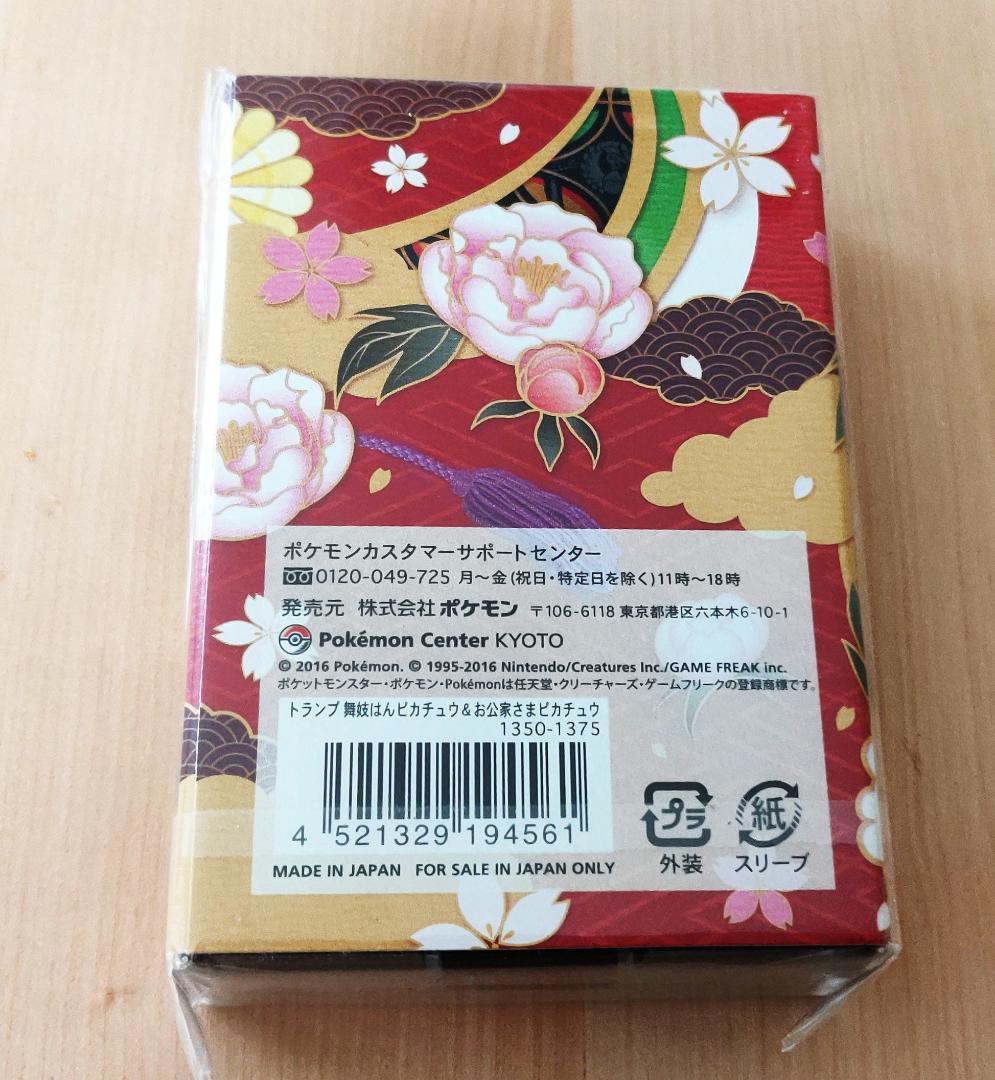 ポケモンカスタマーサポートセンター
0120-049-725 月〜金(祝日・特定日を除く)11時〜18時
発売元 株式会社ポケモン 〒106-6118 東京都港区六本木6-10-1
Pokémon Center KYOTO
© 2016 Pokémon. © 1995-2016 Nintendo/Creatures Inc./GAME FREAK inc.
ポケットモンスター・ポケモン・Pokémonは任天堂・クリーチャーズ・ゲームフリークの登録商標です。
トランプ 舞妓はんピカチュウ&お公家さまピカチュウ
1350-1375
4 521329 194561
プラ 紙
外装 スリーブ
MADE IN JAPAN FOR SALE IN JAPAN ONLY